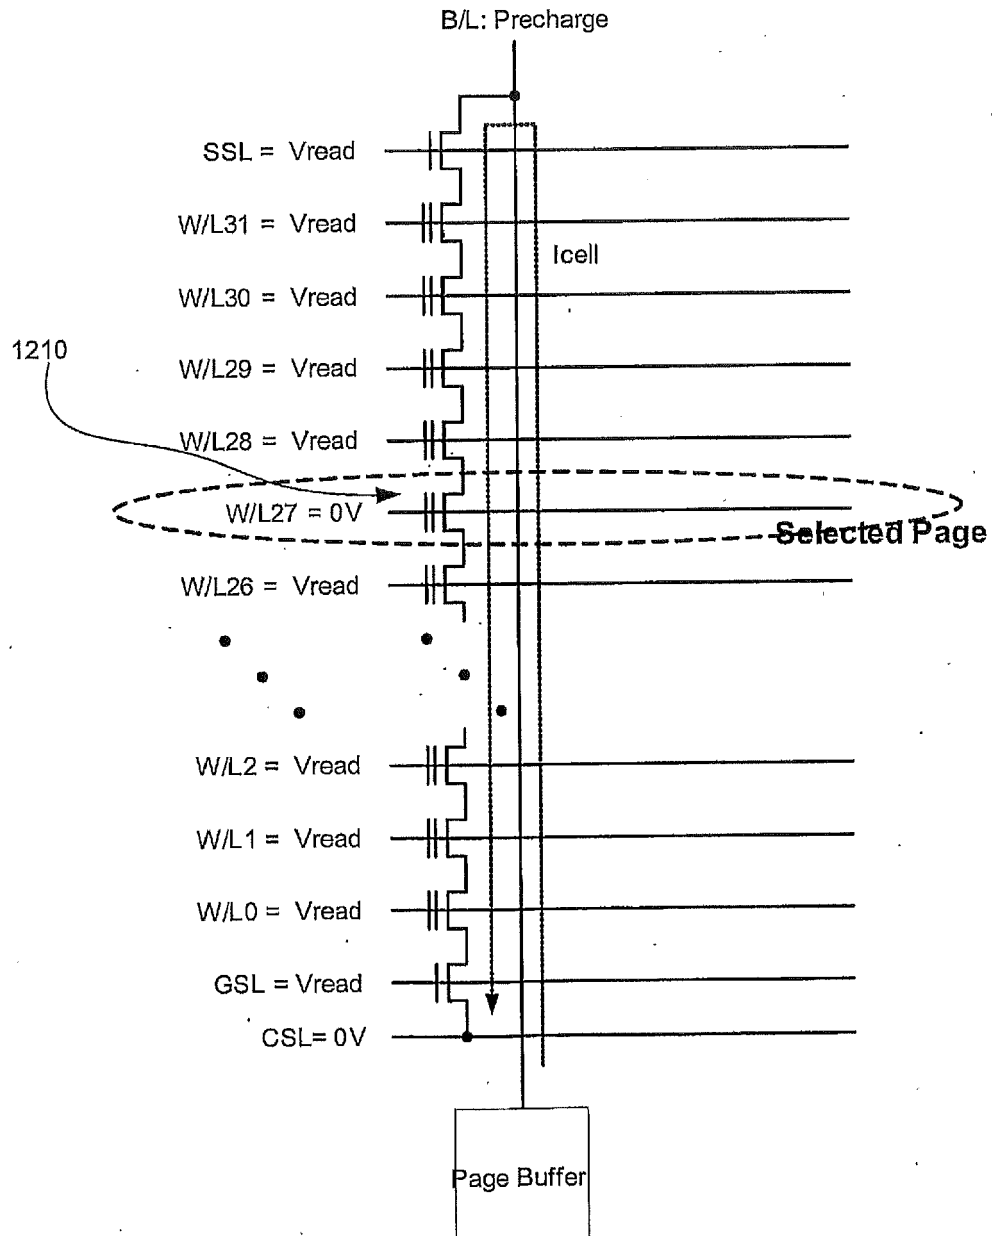 B/L: Precharge
SSL = Vread
W/L31 = Vread
Icell
W/L30 = Vread
1210
W/L29 = Vread
W/L28 = Vread
W/L27 = 0V
Selected Page
W/L26 = Vread
W/L2 = Vread
W/L1 = Vread
W/L0 = Vread
GSL = Vread
CSL= 0V
Page Buffer